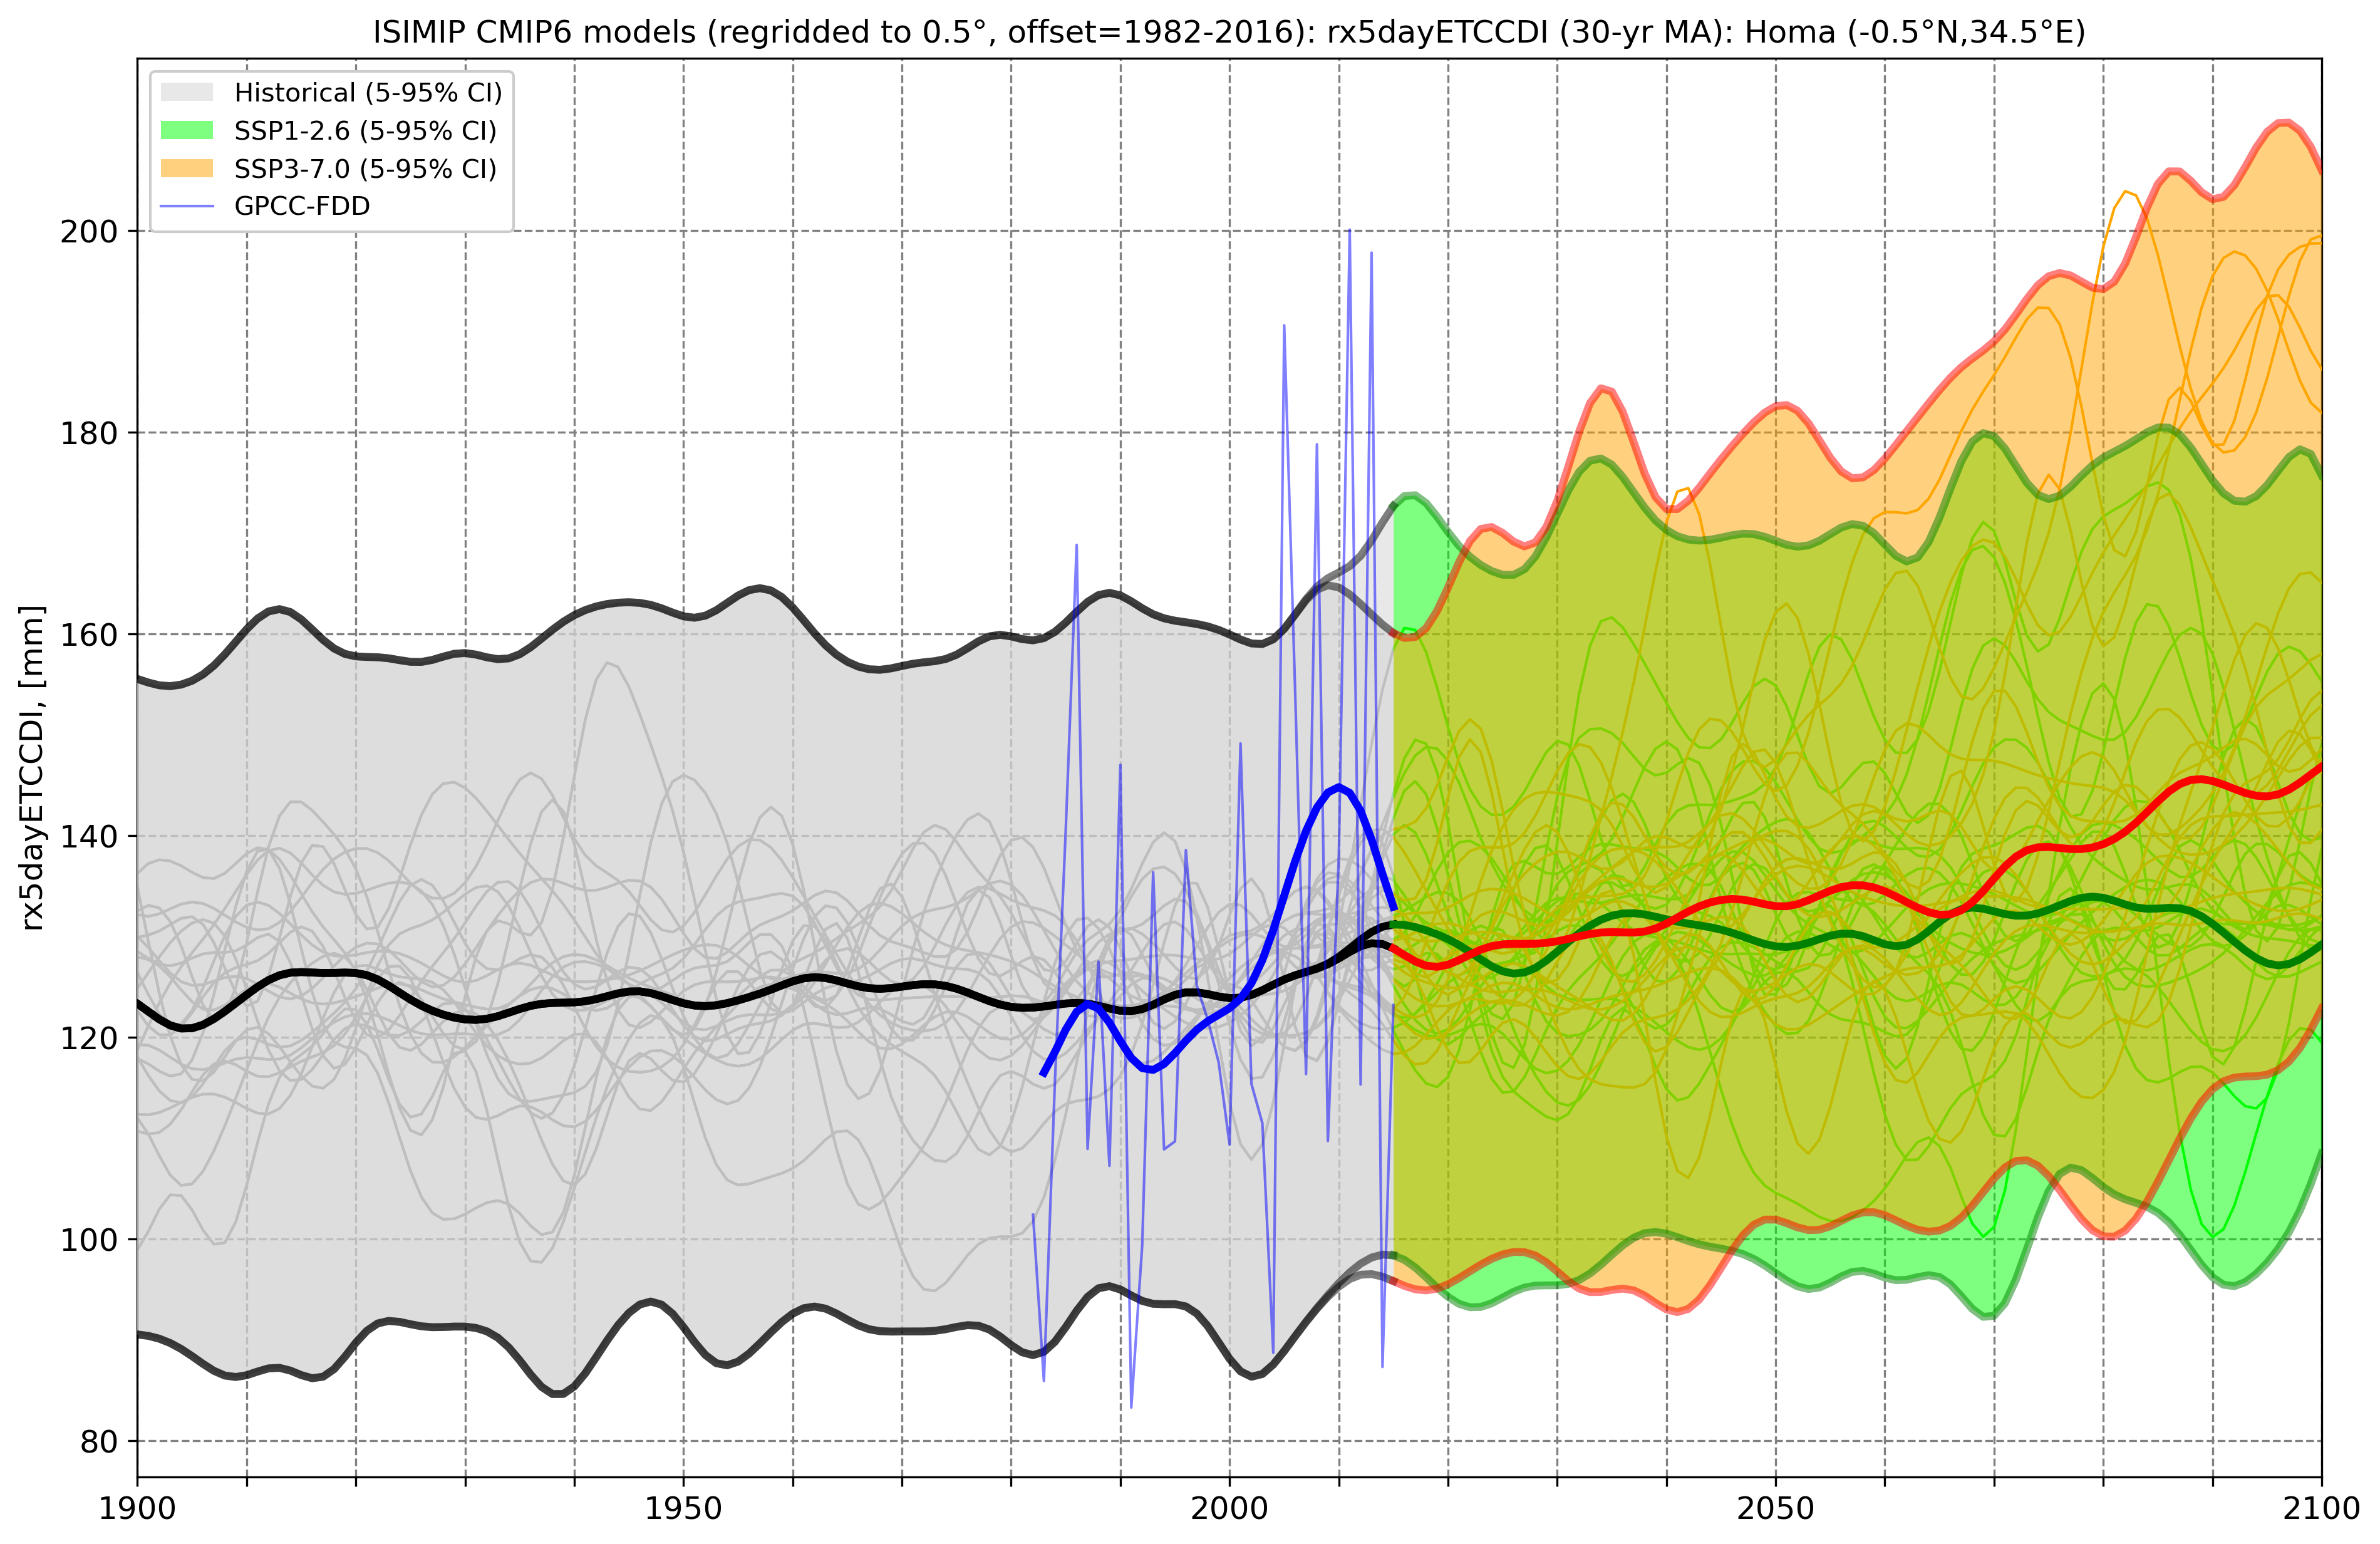 ISIMIP CMIP6 models (regridded to 0.5°, offset=1982-2016): rx5dayETCCDI (30-yr MA): Homa (-0.5°N,34.5°E)
Historical (5-95% CI)
SSP1-2.6 (5-95% CI)
SSP3-7.0 (5-95% CI)
GPCC-FDD
rx5dayETCCDI, [mm]
200
180
160
140
120
100
80
1900
1950
2000
2050
2100